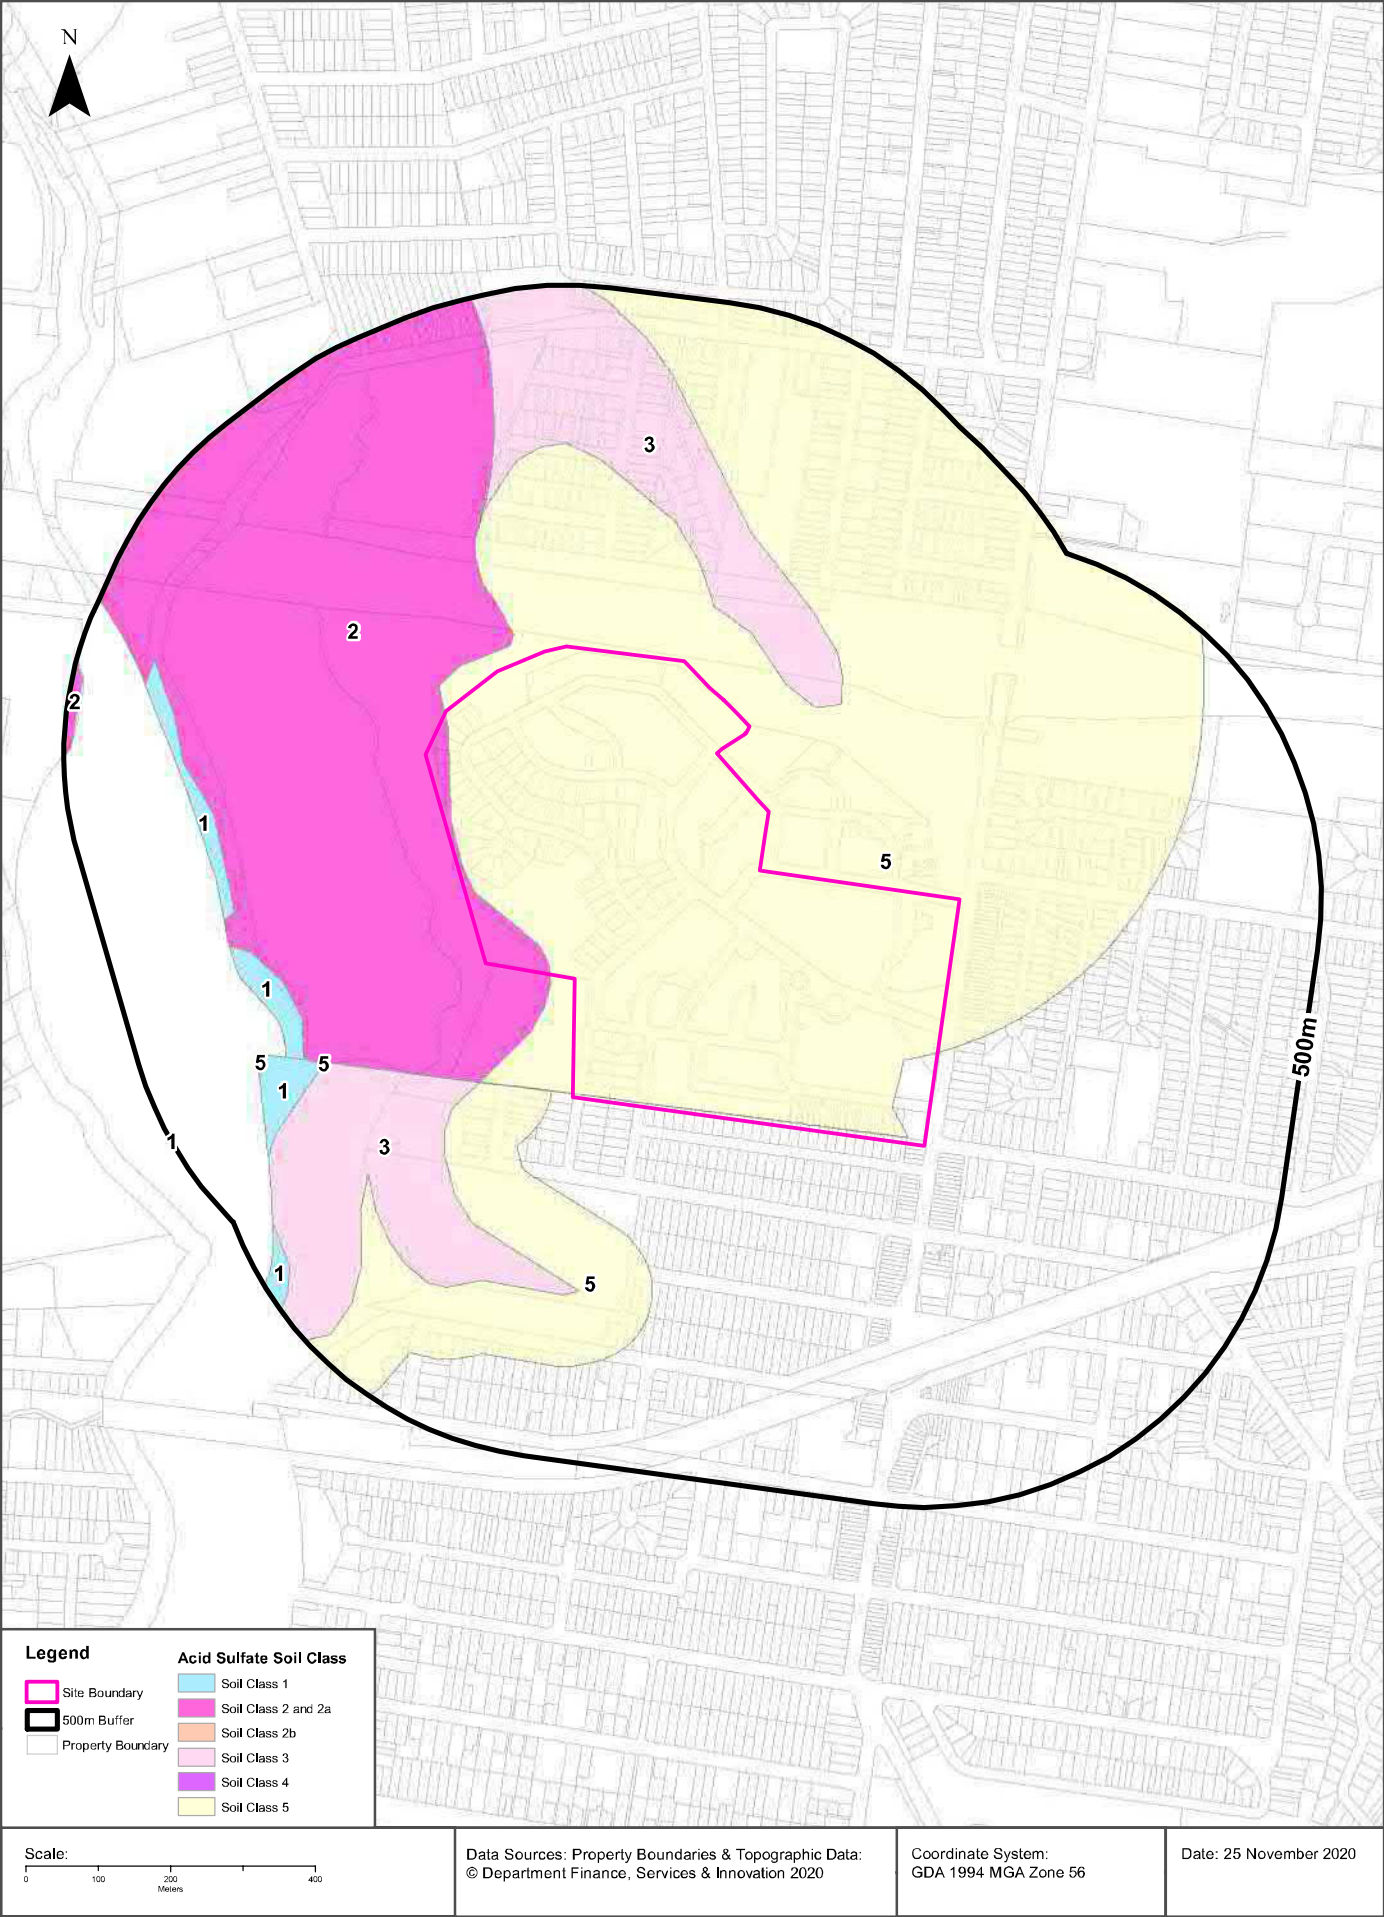 N
3
2
2
1
5
1
5
5
1
500m
3
1
1
5
Legend
Site Boundary
500m Buffer
Property Boundary
Acid Sulfate Soil Class
Soil Class 1
Soil Class 2 and 2a
Soil Class 2b
Soil Class 3
Soil Class 4
Soil Class 5
Scale:
0 100 200 400
Meters
Data Sources: Property Boundaries & Topographic Data:
© Department Finance, Services & Innovation 2020
Coordinate System:
GDA 1994 MGA Zone 56
Date: 25 November 2020